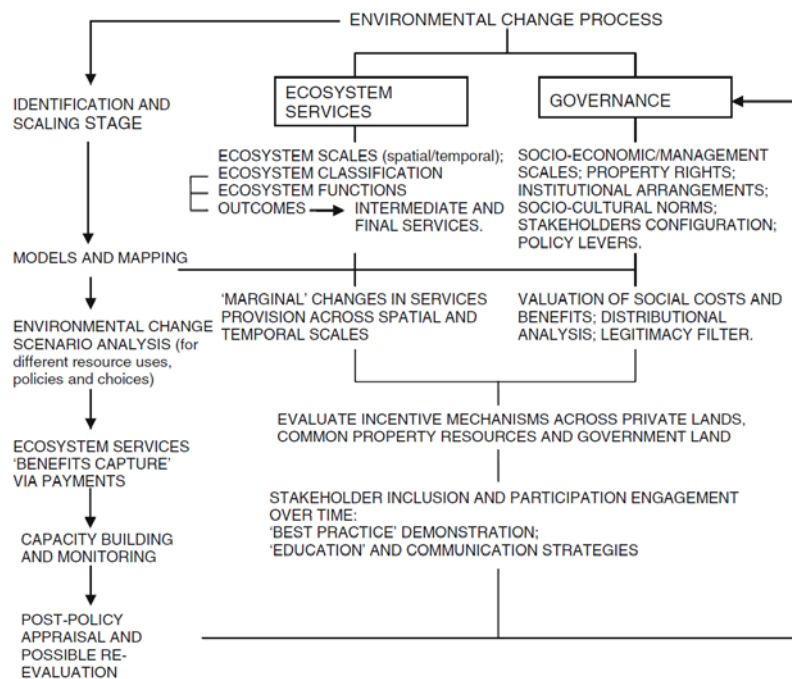 ENVIRONMENTAL CHANGE PROCESS
IDENTIFICATION AND
SCALING STAGE
ECOSYSTEM
SERVICES
GOVERNANCE
ECOSYSTEM SCALES (spatial/temporal);
ECOSYSTEM CLASSIFICATION
ECOSYSTEM FUNCTIONS
OUTCOMES
INTERMEDIATE AND
FINAL SERVICES.
SOCIO-ECONOMIC/MANAGEMENT
SCALES; PROPERTY RIGHTS;
INSTITUTIONAL ARRANGEMENTS;
SOCIO-CULTURAL NORMS;
STAKEHOLDERS CONFIGURATION;
POLICY LEVERS.
MODELS AND MAPPING
'MARGINAL' CHANGES IN SERVICES
PROVISION ACROSS SPATIAL AND
TEMPORAL SCALES
VALUATION OF SOCIAL COSTS AND
BENEFITS; DISTRIBUTIONAL
ANALYSIS; LEGITIMACY FILTER.
ENVIRONMENTAL CHANGE
SCENARIO ANALYSIS (for
different resource uses,
policies and choices)
EVALUATE INCENTIVE MECHANISMS ACROSS PRIVATE LANDS,
COMMON PROPERTY RESOURCES AND GOVERNMENT LAND
ECOSYSTEM SERVICES
'BENEFITS CAPTURE'
VIA PAYMENTS
STAKEHOLDER INCLUSION AND PARTICIPATION ENGAGEMENT
OVER TIME:
'BEST PRACTICE' DEMONSTRATION;
'EDUCATION' AND COMMUNICATION STRATEGIES
CAPACITY BUILDING
AND MONITORING
POST-POLICY
APPRAISAL AND
POSSIBLE RE-
EVALUATION